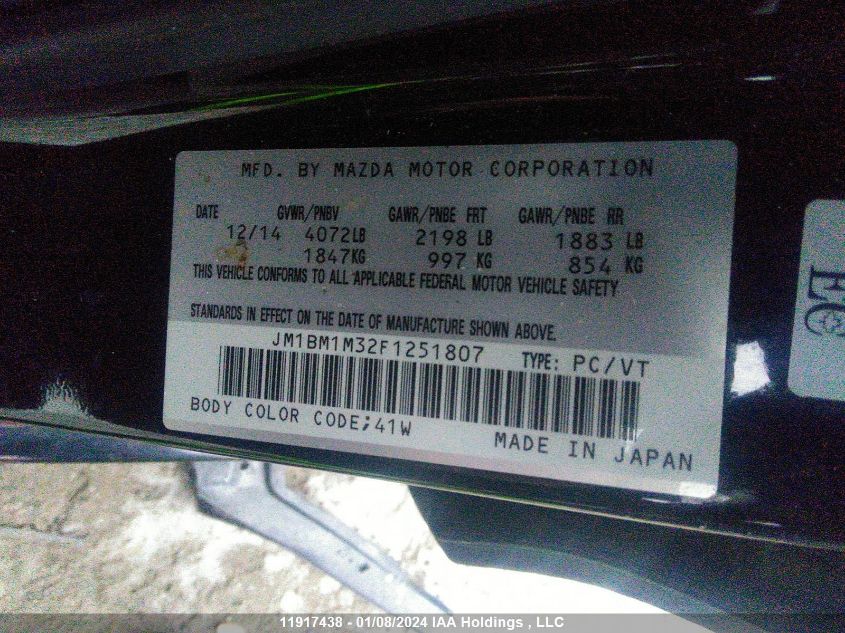 MFD. BY MAZDA MOTOR CORPORATION
DATE GVWR/PNBV GAWR/PNBE FRT GAWR/PNBE RR
12/14 4072LB 2198 LB 1883 LB
1847KG 997 KG 854 KG
THIS VEHICLE CONFORMS TO ALL APPLICABLE FEDERAL MOTOR VEHICLE SAFETY
STANDARDS IN EFFECT ON THE DATE OF MANUFACTURE SHOWN ABOVE.
JM1BM1M32F1251807 TYPE: PC/VT
BODY COLOR CODE;41W MADE IN JAPAN
EC
11917438 - 01/08/2024 IAA Holdings , LLC